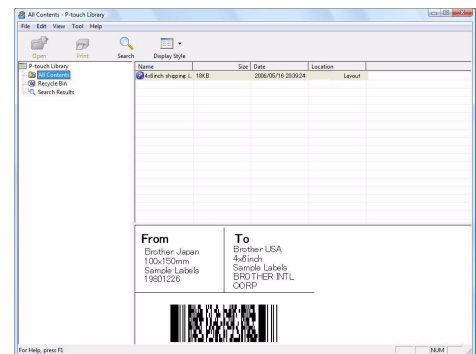 All Contents - P-touch Library
File Edit View Tool Help
Open Print Search Display Style
P-touch Library
All Contents
Recycle Bin
Search Results
Name Size Date Location
4x6inch shipping l.. 18KB 2006/05/16 20:09:24 Layout
From
Brother Japan
100x150mm
Sample Labels
19801226
To
Brother USA
4x6inch
Sample Labels
BROTHER INTL
CORP
For Help, press F1
NUM